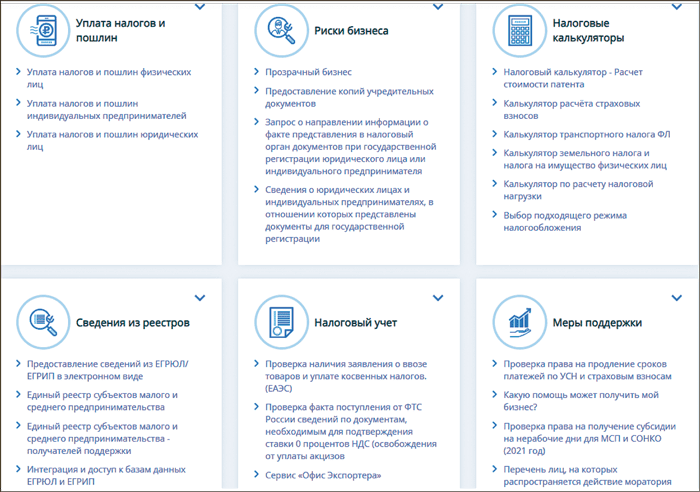 Уплата налогов и
пошлин
Уплата налогов и пошлин физических
лиц
Уплата налогов и пошлин
индивидуальных предпринимателей
Уплата налогов и пошлин юридических
лиц
Риски бизнеса
Прозрачный бизнес
Предоставление копий учредительных
документов
Запрос о направлении информации о
факте представления в налоговый
орган документов при государственной
регистрации юридического лица или
индивидуального предпринимателя
Сведения о юридических лицах и
индивидуальных предпринимателях, в
отношении которых представлены
документы для государственной
регистрации
Налоговые
калькуляторы
Налоговый калькулятор - Расчет
стоимости патента
Калькулятор расчёта страховых
взносов
Калькулятор транспортного налога ФЛ
Калькулятор земельного налога и
налога на имущество физических лиц
Калькулятор по расчету налоговой
нагрузки
Выбор подходящего режима
налогообложения
Сведения из реестров
Предоставление сведений из ЕГРЮЛ/
ЕГРИП в электронном виде
Единый реестр субъектов малого и
среднего предпринимательства
Единый реестр субъектов малого и
среднего предпринимательства -
получателей поддержки
Интеграция и доступ к базам данных
ЕГРЮЛ и ЕГРИП
Налоговый учет
Проверка наличия заявления о ввозе
товаров и уплате косвенных налогов.
(ЕАЭС)
Проверка факта поступления от ФТС
России сведений по документам,
необходимым для подтверждения
ставки 0 процентов НДС (освобождения
от уплаты акцизов
Сервис «Офис Экспортера»
Меры поддержки
Проверка права на продление сроков
платежей по УСН и страховым взносам
Какую помощь может получить мой
бизнес?
Проверка права на получение субсидии
на нерабочие дни для МСП и СОНКО
(2021 год)
Перечень лиц, на которых
распространяется действие моратория